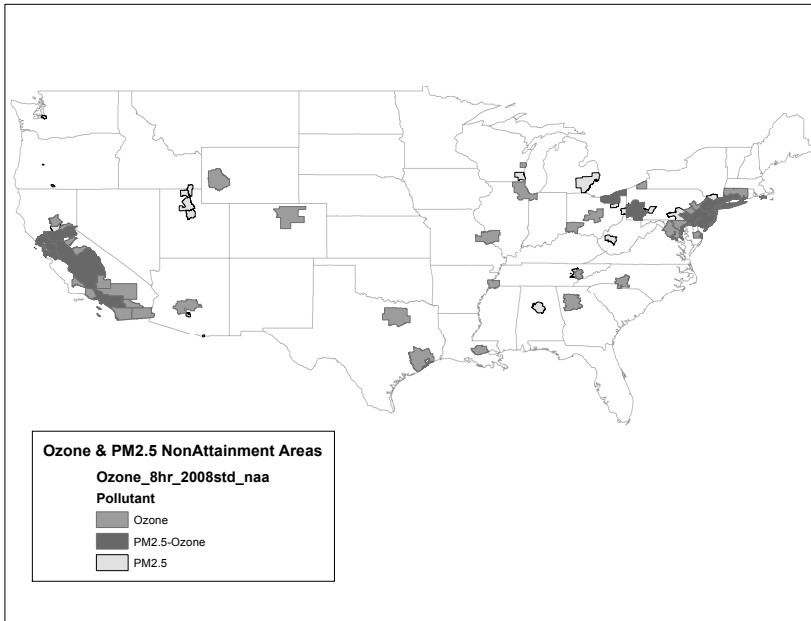 Ozone & PM2.5 NonAttainment Areas
Ozone_8hr_2008std_naa
Pollutant
Ozone
PM2.5-Ozone
PM2.5